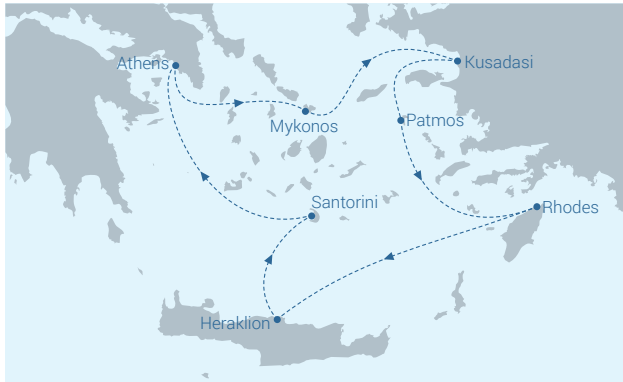 Athens
Kusadasi
Mykonos
Patmos
Santorini
Rhodes
Heraklion